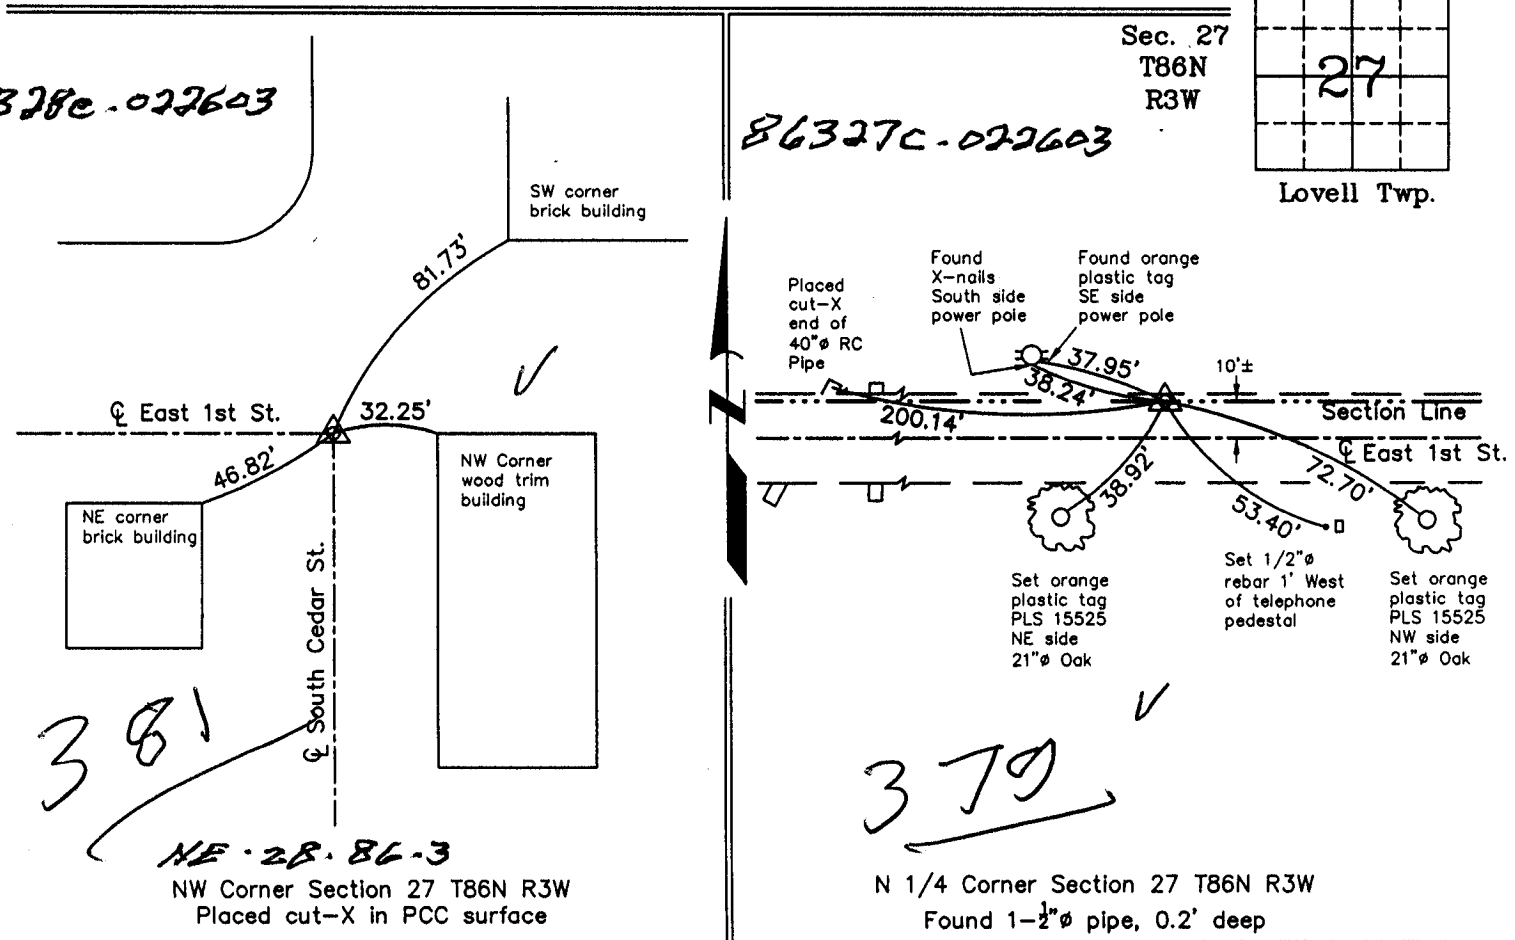 328e-022603
SW corner
brick building
81.73'
℄ East 1st St.
32.25'
46.82'
NW Corner
wood trim
building
NE corner
brick building
℄ South Cedar St.
381
NE-28-86-3
NW Corner Section 27 T86N R3W
Placed cut-X in PCC surface
Sec. 27
T86N
R3W
27
Lovell Twp.
86327C-022603
Z
Placed
cut-X
end of
40"ø RC
Pipe
Found
X-nails
South side
power pole
Found orange
plastic tag
SE side
power pole
37.95'
38.24'
10'±
200.14'
Section Line
℄ East 1st St.
38.92'
53.40'
72.70'
Set orange
plastic tag
PLS 15525
NE side
21"ø Oak
Set 1/2"ø
rebar 1' West
of telephone
pedestal
Set orange
plastic tag
PLS 15525
NW side
21"ø Oak
379
N 1/4 Corner Section 27 T86N R3W
Found 1-1/2"ø pipe, 0.2' deep